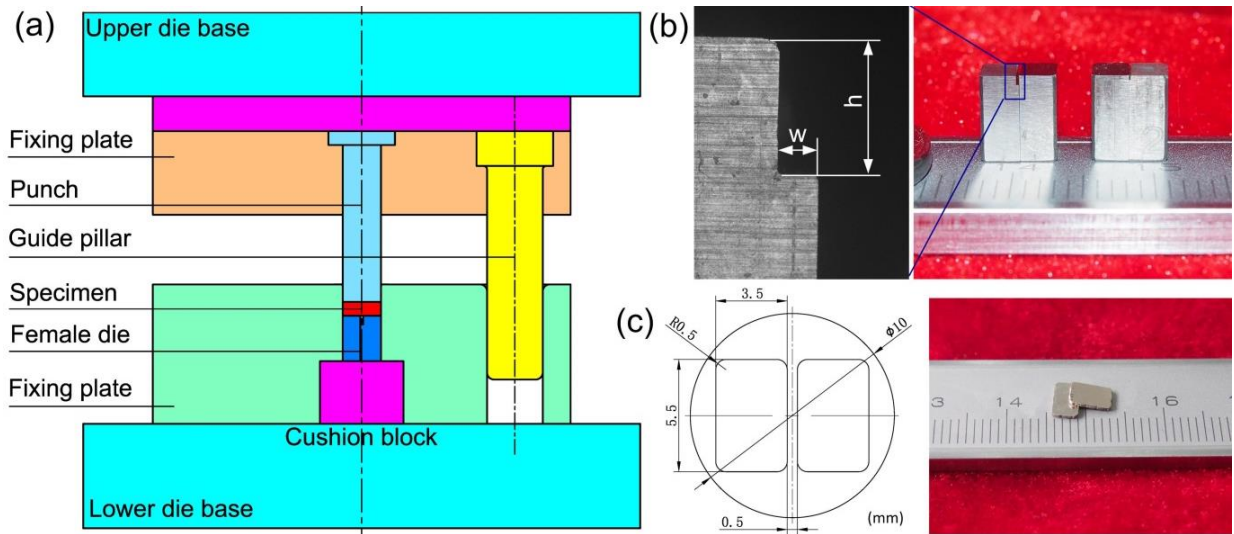 (a)
Upper die base
Fixing plate
Punch
Guide pillar
Specimen
Female die
Fixing plate
Cushion block
Lower die base
(b)
h
w
14
(c)
3.5
R0.5
ϕ10
5.5
0.5
(mm)
3
14
16